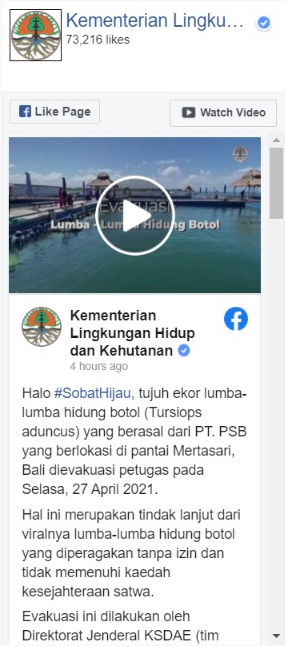 Kementerian Lingku...
73,216 likes
Like Page
Watch Video
Evakuasi
Lumba - Lumba Hidung Botol
Kementerian
Lingkungan Hidup
dan Kehutanan
4 hours ago
Halo #SobatHijau, tujuh ekor lumba-
lumba hidung botol (Tursiops
aduncus) yang berasal dari PT. PSB
yang berlokasi di pantai Mertasari,
Bali dievakuasi petugas pada
Selasa, 27 April 2021.
Hal ini merupakan tindak lanjut dari
viralnya lumba-lumba hidung botol
yang diperagakan tanpa izin dan
tidak memenuhi kaedah
kesejahteraan satwa.
Evakuasi ini dilakukan oleh
Direktorat Jenderal KSDAE (tim